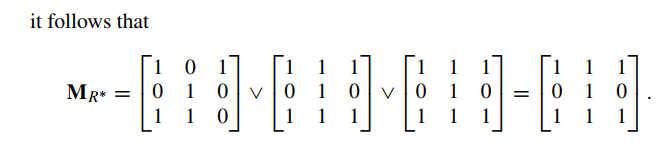 it follows that
1 0 1 1 1 1 1 1 1 1 1 1
M_R* = 0 1 0 ∨ 0 1 0 ∨ 0 1 0 = 0 1 0 .
1 1 0 1 1 1 1 1 1 1 1 1